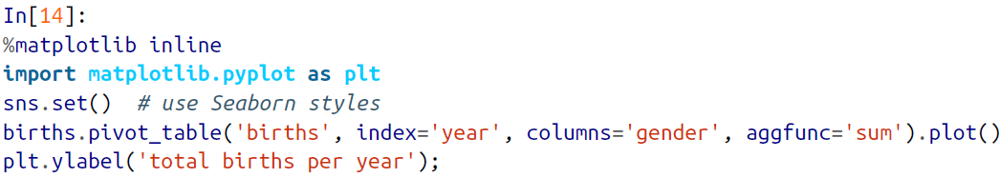 In[14]:
%matplotlib inline
import matplotlib.pyplot as plt
sns.set()  # use Seaborn styles
births.pivot_table('births', index='year', columns='gender', aggfunc='sum').plot()
plt.ylabel('total births per year');